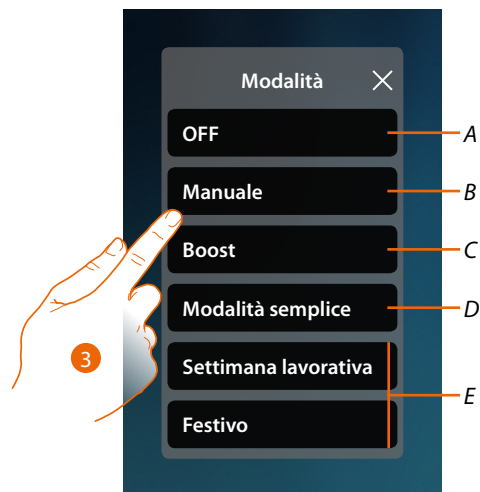 Modalità
OFF
A
Manuale
B
Boost
C
Modalità semplice
D
3
Settimana lavorativa
E
Festivo